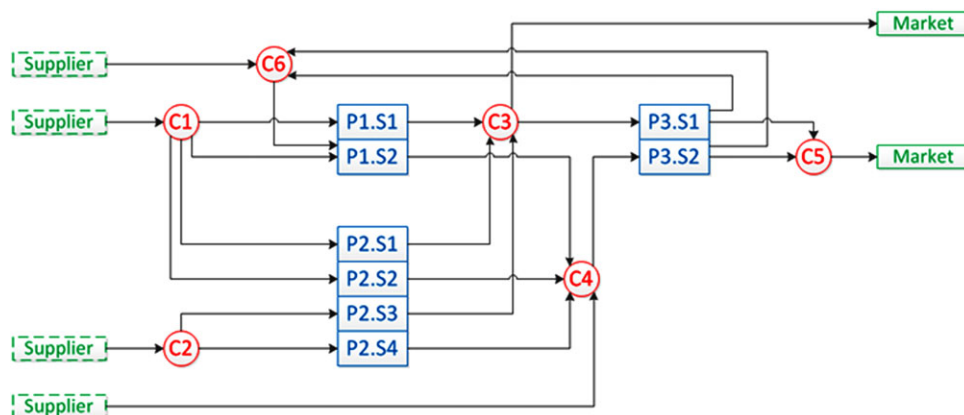 Market
Supplier
C6
Supplier
C1
P1.S1
C3
P3.S1
P1.S2
P3.S2
C5
Market
P2.S1
P2.S2
C4
P2.S3
Supplier
C2
P2.S4
Supplier